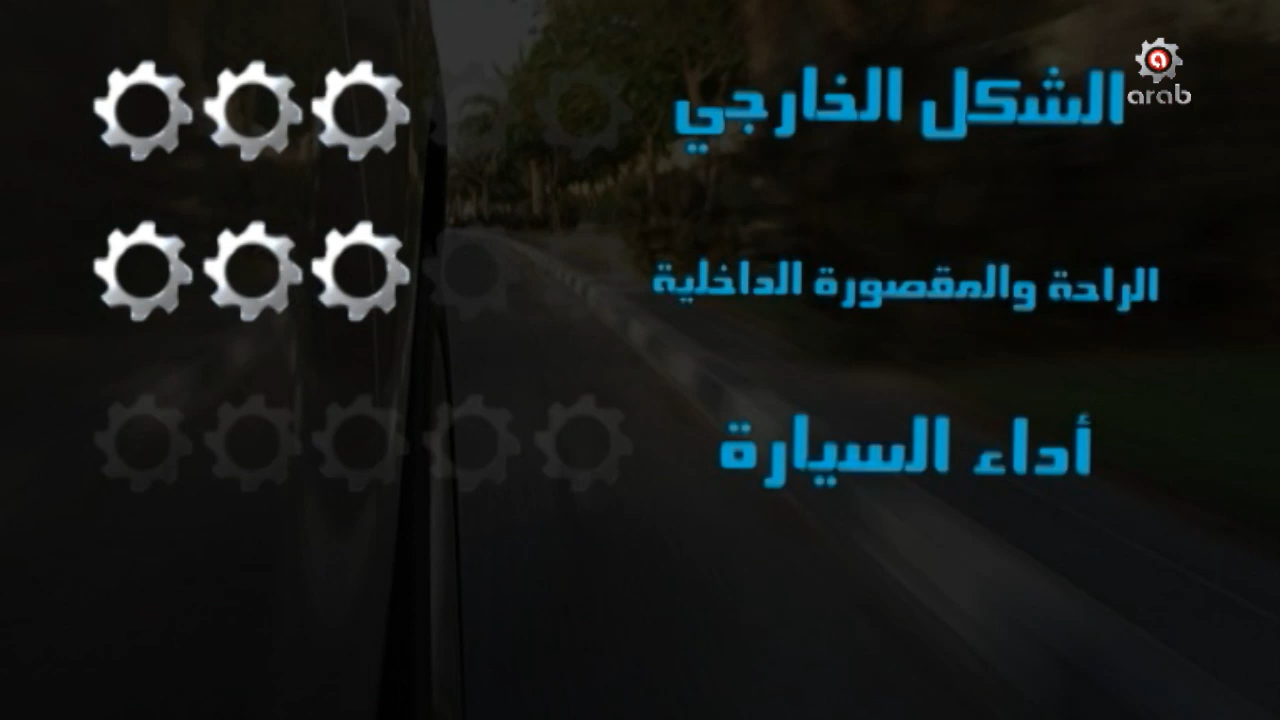 arab
الشكل الخارجي
الراحة والمقصورة الداخلية
أداء السيارة